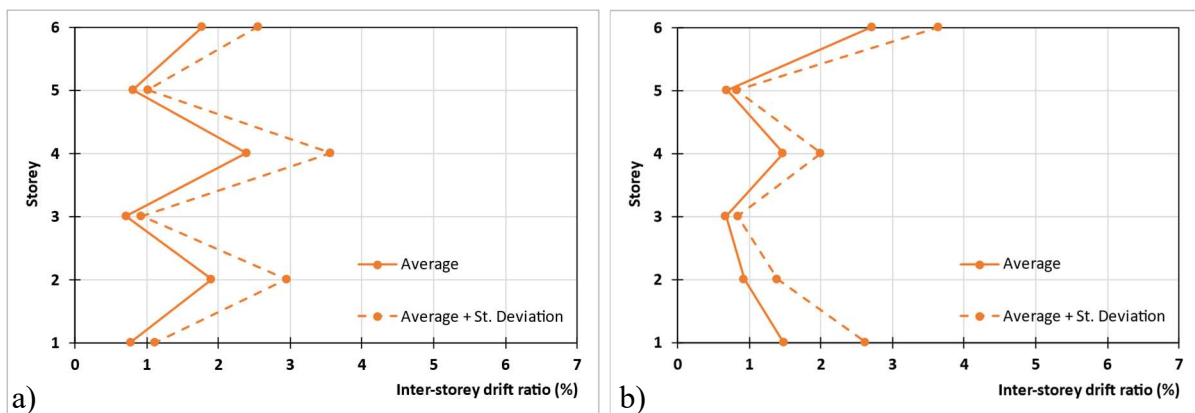 6
5
4
3
2
1
Storey
Average
Average + St. Deviation
0 1 2 3 4 5 6 7
Inter-storey drift ratio (%)
a)
6
5
4
3
2
1
Storey
Average
Average + St. Deviation
0 1 2 3 4 5 6 7
Inter-storey drift ratio (%)
b)